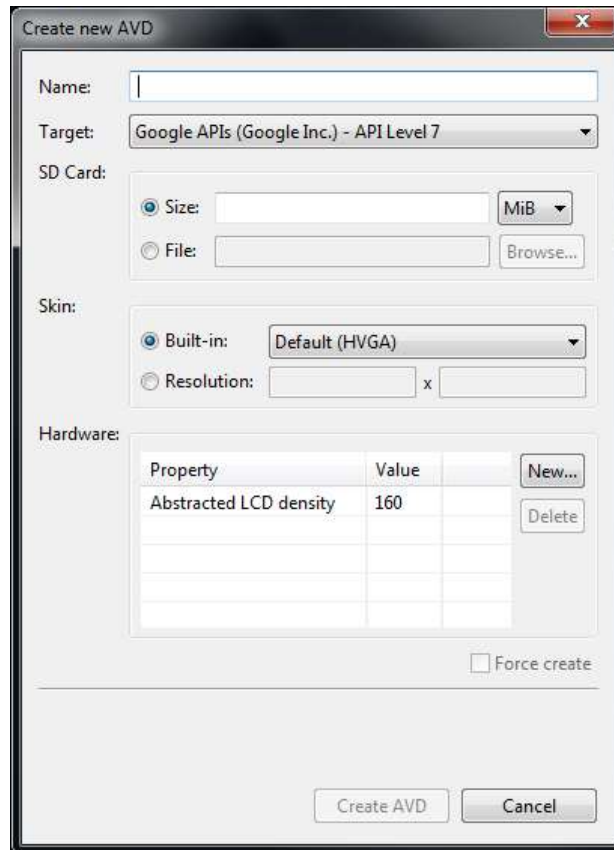 Create new AVD
Name:
Target: Google APIs (Google Inc.) - API Level 7
SD Card:
Size: MiB
File: Browse...
Skin:
Built-in: Default (HVGA)
Resolution: x
Hardware:
Property Value New...
Abstracted LCD density 160
Delete
Force create
Create AVD Cancel